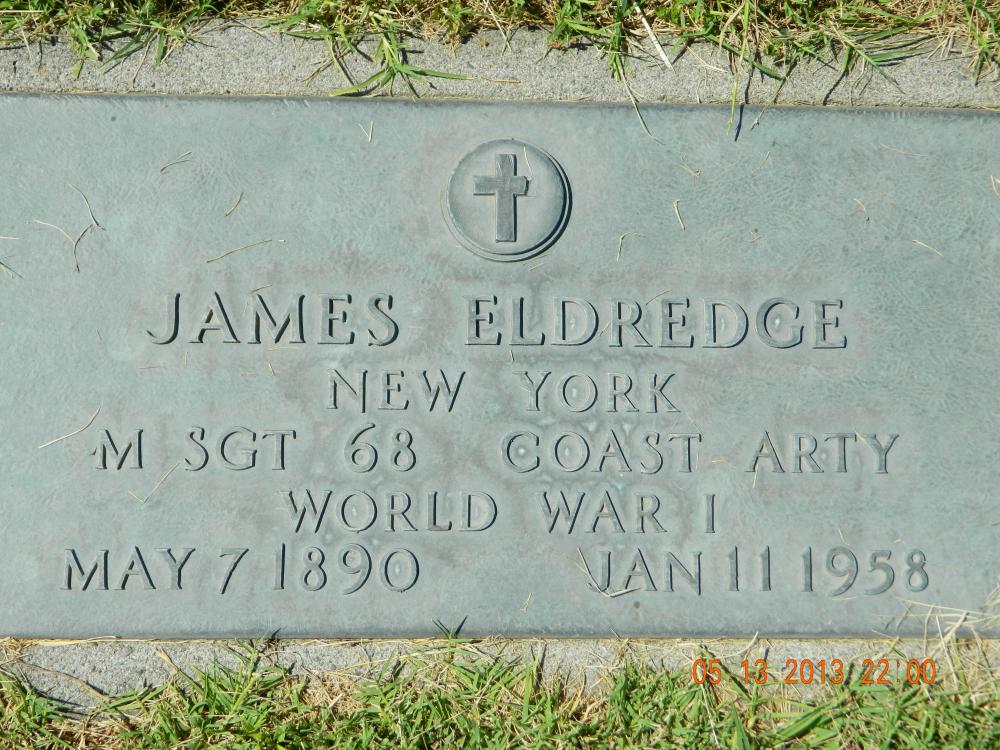 JAMES ELDREDGE
NEW YORK
M SGT 68 COAST ARTY
WORLD WAR I
MAY 7 1890 JAN 11 1958
05 13 2013 22:00